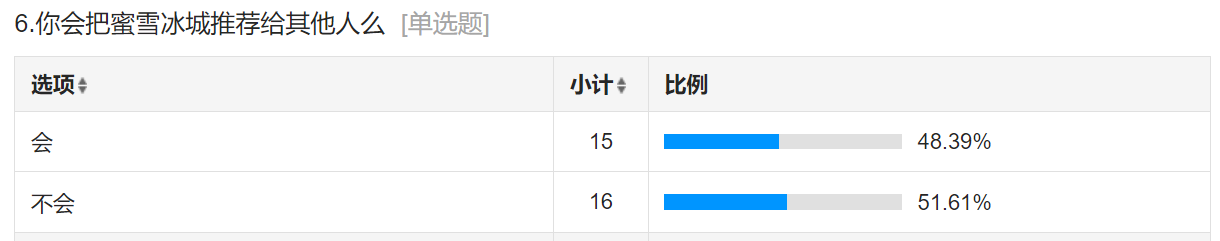 6.你会把蜜雪冰城推荐给其他人么 [单选题]
选项 小计 比例
会 15 48.39%
不会 16 51.61%